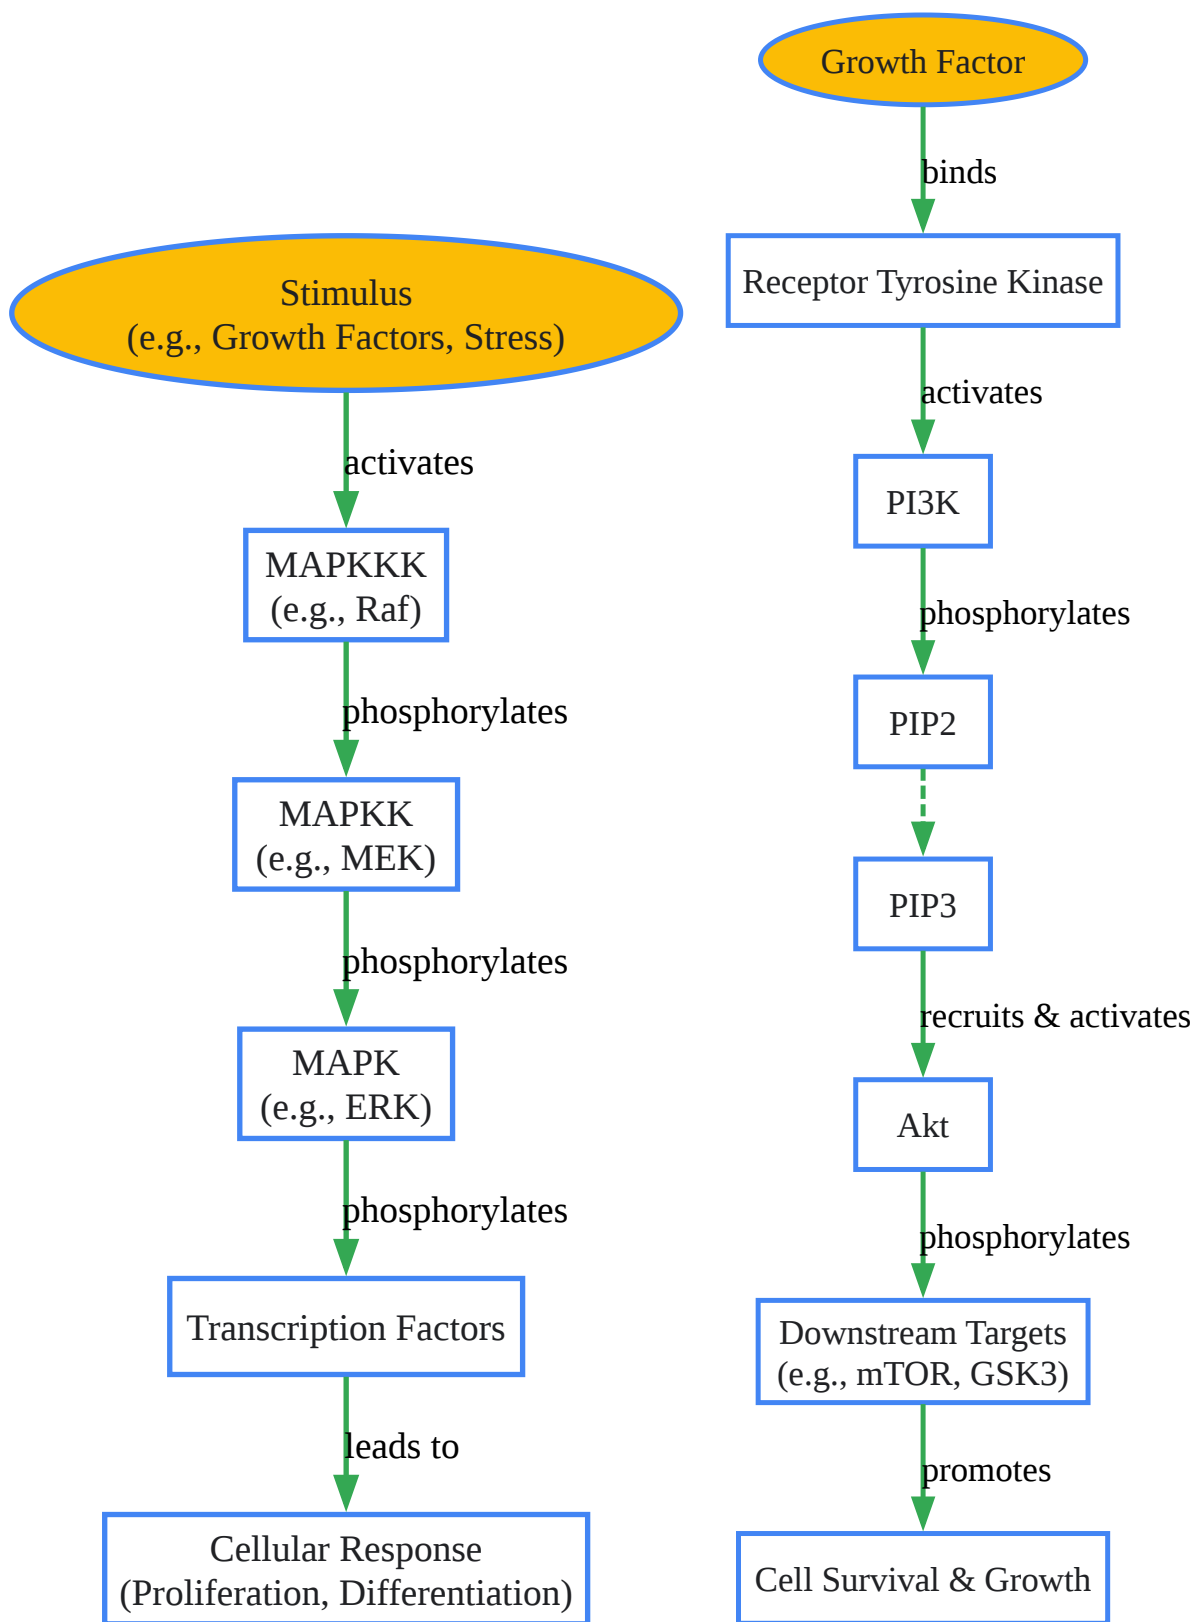 Stimulus
(e.g., Growth Factors, Stress)
activates
MAPKKK
(e.g., Raf)
phosphorylates
MAPKK
(e.g., MEK)
phosphorylates
MAPK
(e.g., ERK)
phosphorylates
Transcription Factors
leads to
Cellular Response
(Proliferation, Differentiation)
Growth Factor
binds
Receptor Tyrosine Kinase
activates
PI3K
phosphorylates
PIP2
PIP3
recruits & activates
Akt
phosphorylates
Downstream Targets
(e.g., mTOR, GSK3)
promotes
Cell Survival & Growth